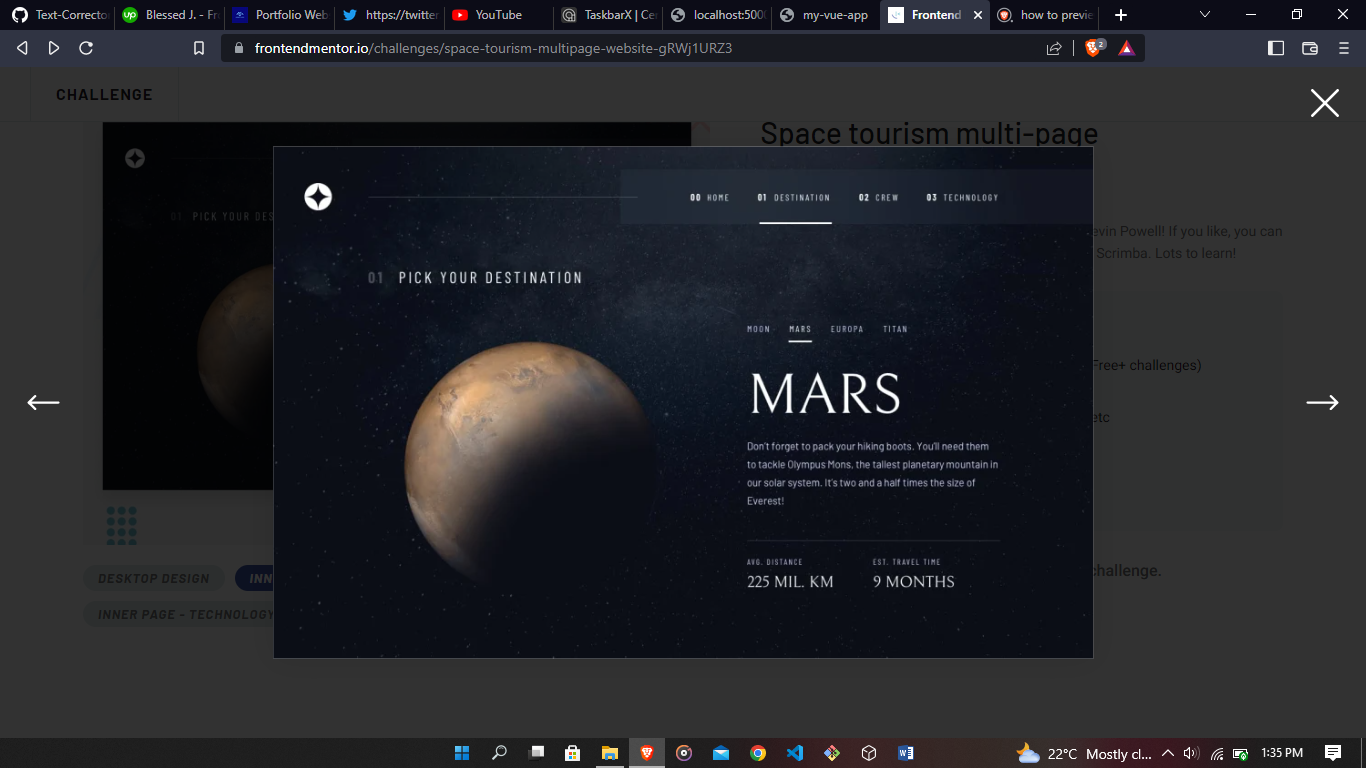 Text-Correcto
Blessed J. - Fr
Portfolio Web
https://twitter
YouTube
TaskbarX | Cer
localhost:5000
my-vue-app
Frontend
how to previe
frontendmentor.io/challenges/space-tourism-multipage-website-gRWj1URZ3
2
CHALLENGE
Space tourism multi-page
01 PICK YOUR DES
00 HOME 01 DESTINATION 02 CREW 03 TECHNOLOGY
evin Powell! If you like, you can
Scrimba. Lots to learn!
01 PICK YOUR DESTINATION
MOON MARS EUROPA TITAN
MARS
Free+ challenges)
etc
Don't forget to pack your hiking boots. You'll need them
to tackle Olympus Mons, the tallest planetary mountain in
our solar system. It's two and a half times the size of
Everest!
AVG. DISTANCE
225 MIL. KM
EST. TRAVEL TIME
9 MONTHS
DESKTOP DESIGN
INN
challenge.
INNER PAGE - TECHNOLOGY
22°C Mostly cl...
1:35 PM